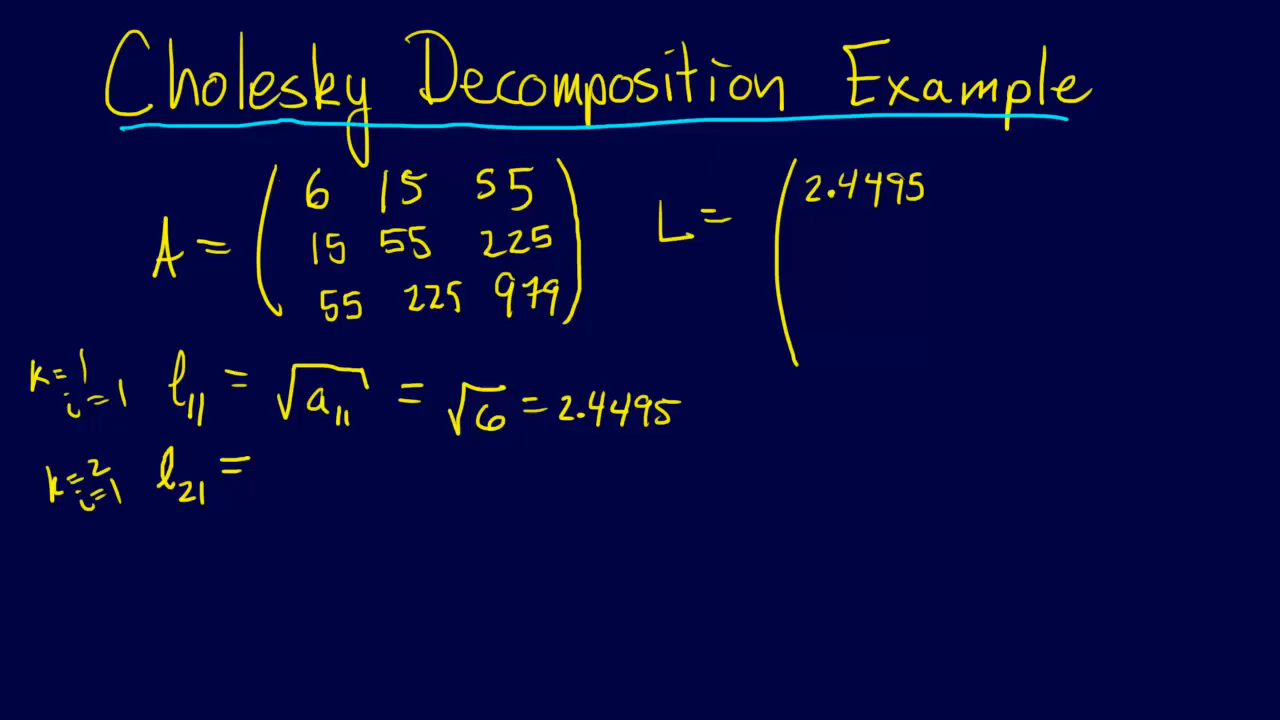 Cholesky Decomposition Example
A = ( 6 15 55
15 55 225
55 225 979 )
L = ( 2.4495
k=1 i=1 l₁₁ = √a₁₁ = √6 = 2.4495
k=2 i=1 l₂₁ =